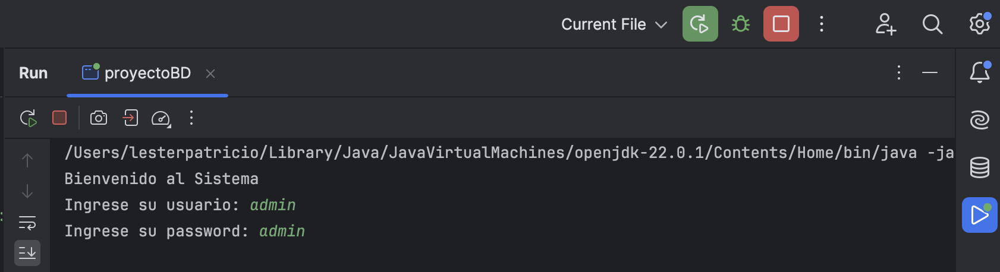 Current File
Run proyectoBD
/Users/lesterpatricio/Library/Java/JavaVirtualMachines/openjdk-22.0.1/Contents/Home/bin/java -ja
Bienvenido al Sistema
Ingrese su usuario: admin
Ingrese su password: admin